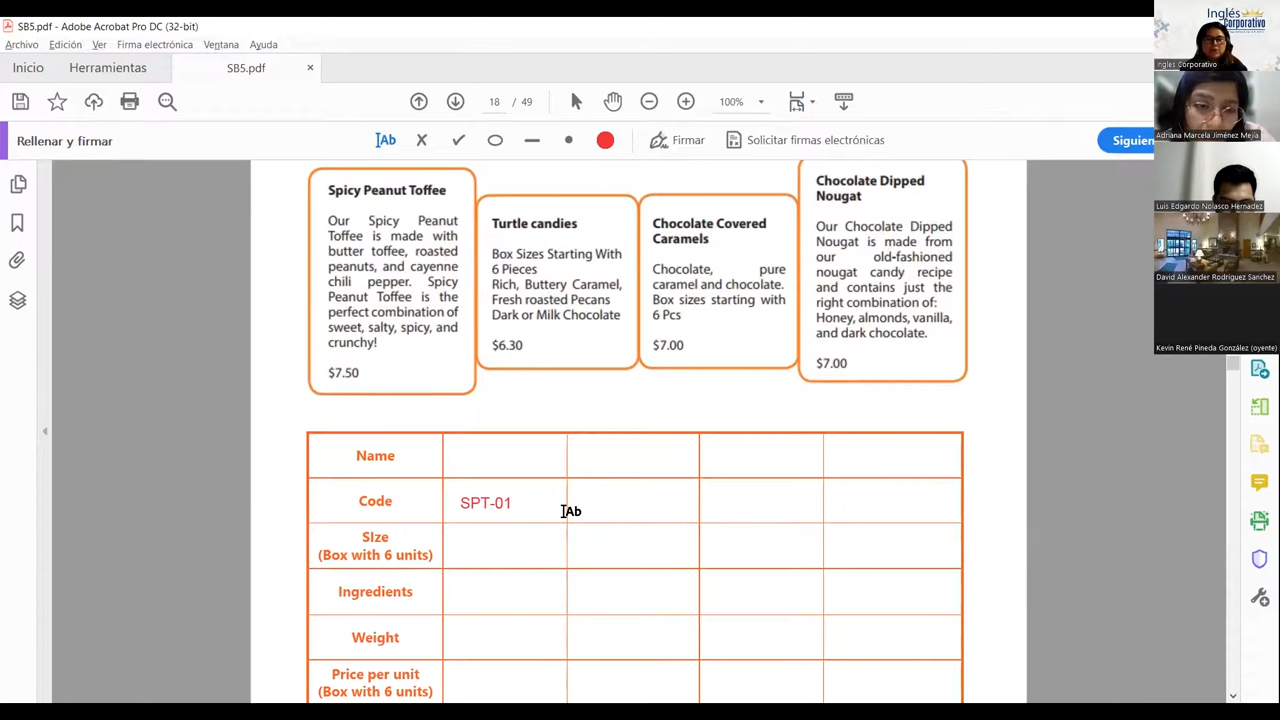 SB5.pdf - Adobe Acrobat Pro DC (32-bit)
Archivo Edición Ver Firma electrónica Ventana Ayuda
Inicio Herramientas SB5.pdf ×
18 / 49 100%
Rellenar y firmar
Ab
Firmar
Solicitar firmas electrónicas
Siguien
Spicy Peanut Toffee
Our Spicy Peanut
Toffee is made with
butter toffee, roasted
peanuts, and cayenne
chili pepper. Spicy
Peanut Toffee is the
perfect combination of
sweet, salty, spicy, and
crunchy!
$7.50
Turtle candies
Box Sizes Starting With
6 Pieces
Rich, Buttery Caramel,
Fresh roasted Pecans
Dark or Milk Chocolate
$6.30
Chocolate Covered
Caramels
Chocolate, pure
caramel and chocolate.
Box sizes starting with
6 Pcs
$7.00
Chocolate Dipped
Nougat
Our Chocolate Dipped
Nougat is made from
our old-fashioned
nougat candy recipe
and contains just the
right combination of:
Honey, almonds, vanilla,
and dark chocolate.
$7.00
Name
Code SPT-01
Ab
SIze
(Box with 6 units)
Ingredients
Weight
Price per unit
(Box with 6 units)
Inglés
Corporativo
Ingles Corporativo
Adriana Marcela Jiménez Mejia
Luis Edgardo Nolasco Hernadez
David Alexander Rodriguez Sanchez
Kevin René Pineda González (oyente)